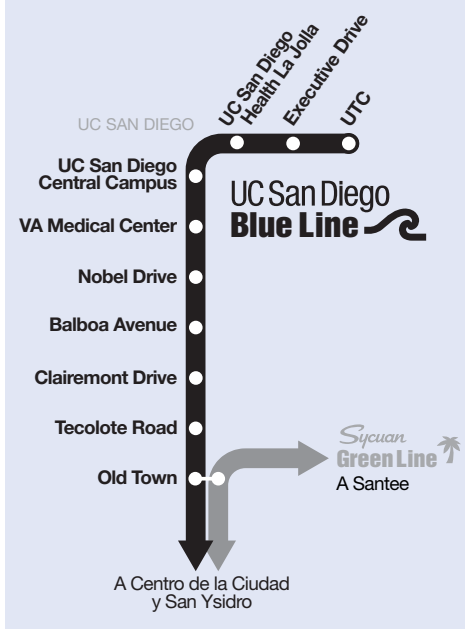 UC San Diego
Health La Jolla
Executive Drive
UTC
UC SAN DIEGO
UC San Diego
Central Campus
UC San Diego
Blue Line
VA Medical Center
Nobel Drive
Balboa Avenue
Clairemont Drive
Tecolote Road
Old Town
Sycuan
Green Line
A Santee
A Centro de la Ciudad
y San Ysidro